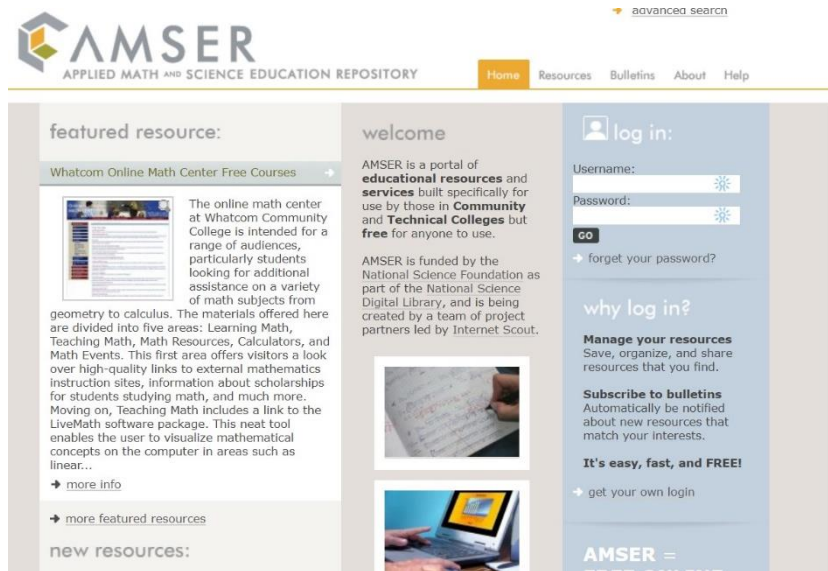 advanced search
AMSER
APPLIED MATH AND SCIENCE EDUCATION REPOSITORY
Home Resources Bulletins About Help
featured resource:
Whatcom Online Math Center Free Courses
The online math center
at Whatcom Community
College is intended for a
range of audiences,
particularly students
looking for additional
assistance on a variety
of math subjects from
geometry to calculus. The materials offered here
are divided into five areas: Learning Math,
Teaching Math, Math Resources, Calculators, and
Math Events. This first area offers visitors a look
over high-quality links to external mathematics
instruction sites, information about scholarships
for students studying math, and much more.
Moving on, Teaching Math includes a link to the
LiveMath software package. This neat tool
enables the user to visualize mathematical
concepts on the computer in areas such as
linear...
more info
more featured resources
new resources:
welcome
AMSER is a portal of
educational resources and
services built specifically for
use by those in Community
and Technical Colleges but
free for anyone to use.
AMSER is funded by the
National Science Foundation as
part of the National Science
Digital Library, and is being
created by a team of project
partners led by Internet Scout.
log in:
Username:
Password:
GO
forget your password?
why log in?
Manage your resources
Save, organize, and share
resources that you find.
Subscribe to bulletins
Automatically be notified
about new resources that
match your interests.
It's easy, fast, and FREE!
get your own login
AMSER =